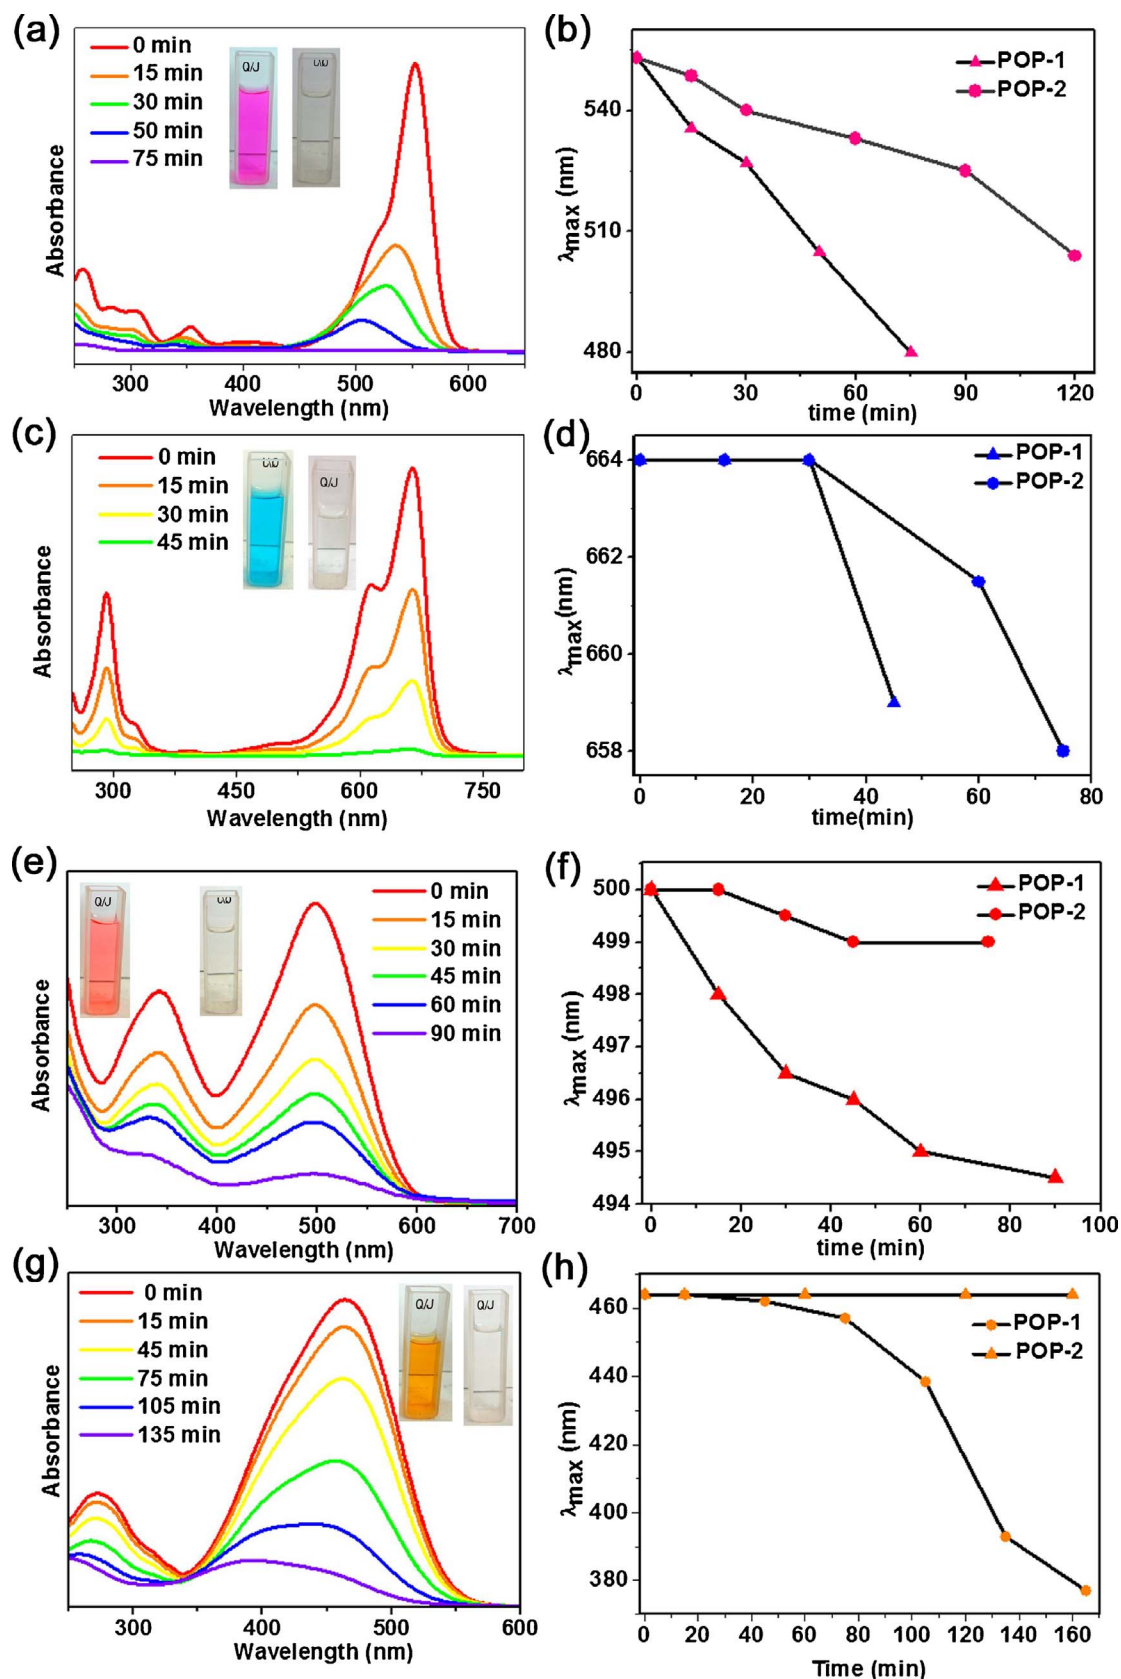 (a)
0 min
15 min
30 min
50 min
75 min
Q/J
Absorbance
300
400
500
600
Wavelength (nm)
(b)
POP-1
POP-2
540
510
480
λmax (nm)
0
30
60
90
120
time (min)
(c)
0 min
15 min
30 min
45 min
Q/J
Absorbance
300
450
600
750
Wavelength (nm)
(d)
POP-1
POP-2
664
662
660
658
λmax(nm)
0
20
40
60
80
time(min)
(e)
Q/J
0 min
15 min
30 min
45 min
60 min
90 min
Absorbance
300
400
500
600
700
Wavelength (nm)
(f)
POP-1
POP-2
500
499
498
497
496
495
494
λmax (nm)
0
20
40
60
80
100
time (min)
(g)
0 min
15 min
45 min
75 min
105 min
135 min
Q/J
Q/J
Absorbance
300
400
500
600
Wavelength (nm)
(h)
POP-1
POP-2
460
440
420
400
380
λmax (nm)
0
20
40
60
80
100
120
140
160
Time (min)